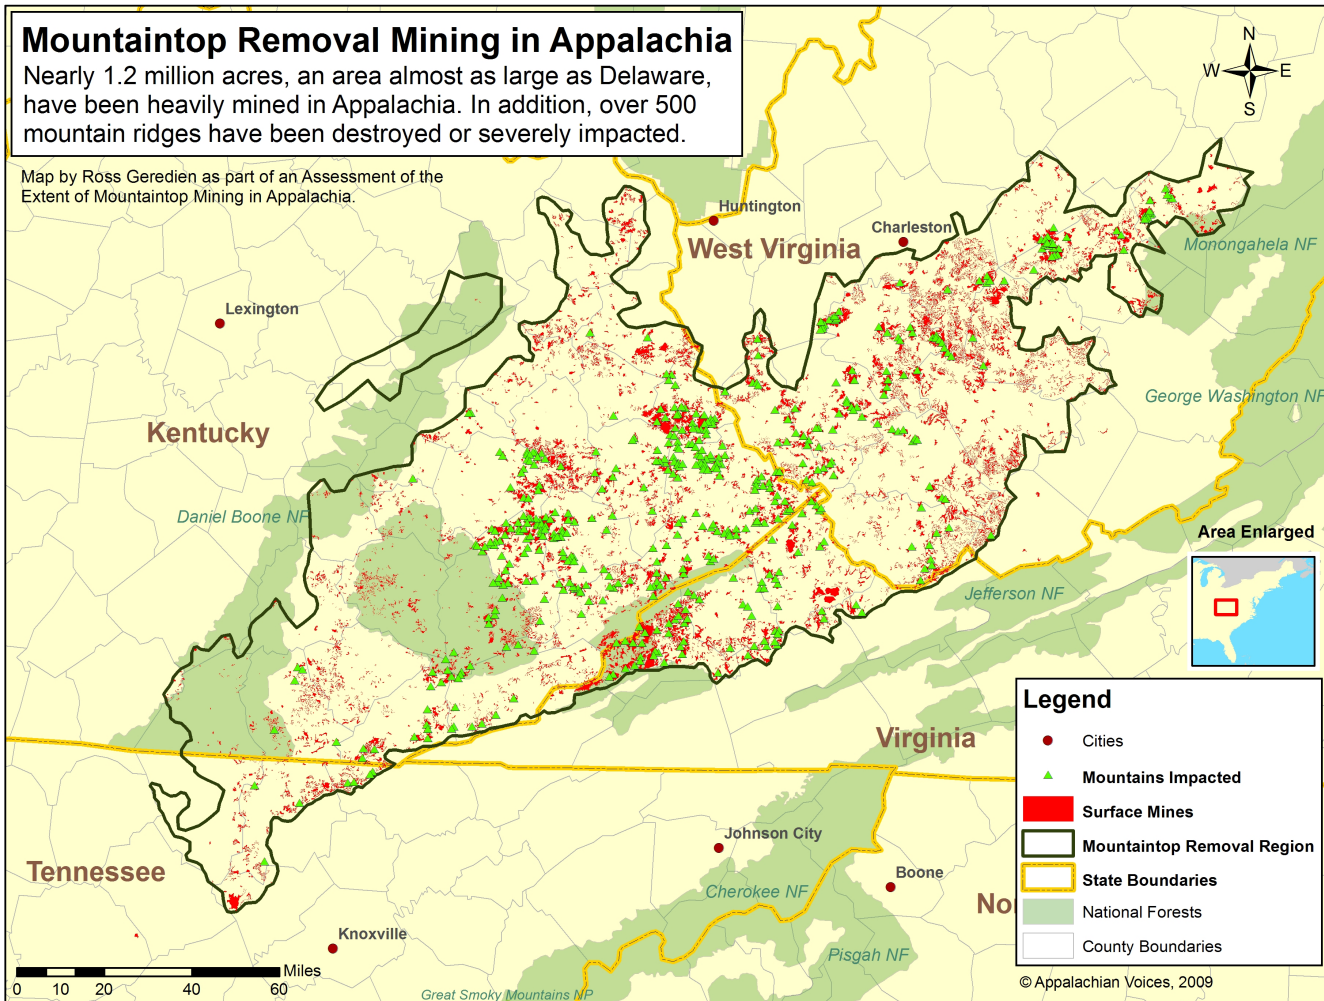 Mountaintop Removal Mining in Appalachia
Nearly 1.2 million acres, an area almost as large as Delaware,
have been heavily mined in Appalachia. In addition, over 500
mountain ridges have been destroyed or severely impacted.
Map by Ross Geredien as part of an Assessment of the
Extent of Mountaintop Mining in Appalachia.
N
W E
S
Huntington
West Virginia
Charleston
Monongahela NF
Lexington
George Washington NF
Kentucky
Daniel Boone NF
Area Enlarged
Jefferson NF
Virginia
Legend
Cities
Mountains Impacted
Surface Mines
Mountaintop Removal Region
State Boundaries
National Forests
County Boundaries
Johnson City
Tennessee
Boone
Cherokee NF
No
Knoxville
Pisgah NF
Miles
0 10 20 40 60
Great Smoky Mountains NP
© Appalachian Voices, 2009